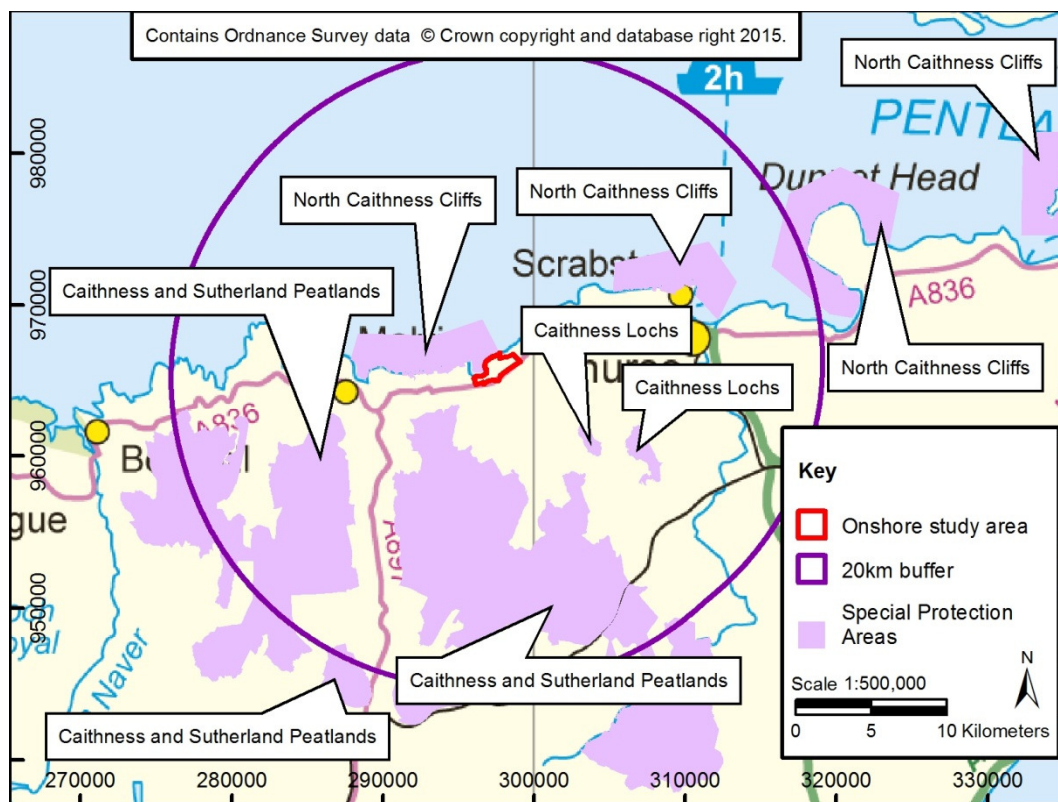 Contains Ordnance Survey data © Crown copyright and database right 2015.
2h
North Caithness Cliffs
PENTLA
Dunnet Head
North Caithness Cliffs
North Caithness Cliffs
Scrabst
Caithness and Sutherland Peatlands
A836
Caithness Lochs
North Caithness Cliffs
Caithness Lochs
A836
A897
Naver
Caithness and Sutherland Peatlands
Caithness and Sutherland Peatlands
Key
Onshore study area
20km buffer
Special Protection
Areas
Scale 1:500,000
N
0 5 10 Kilometers
980000
970000
960000
950000
270000 280000 290000 300000 310000 320000 330000